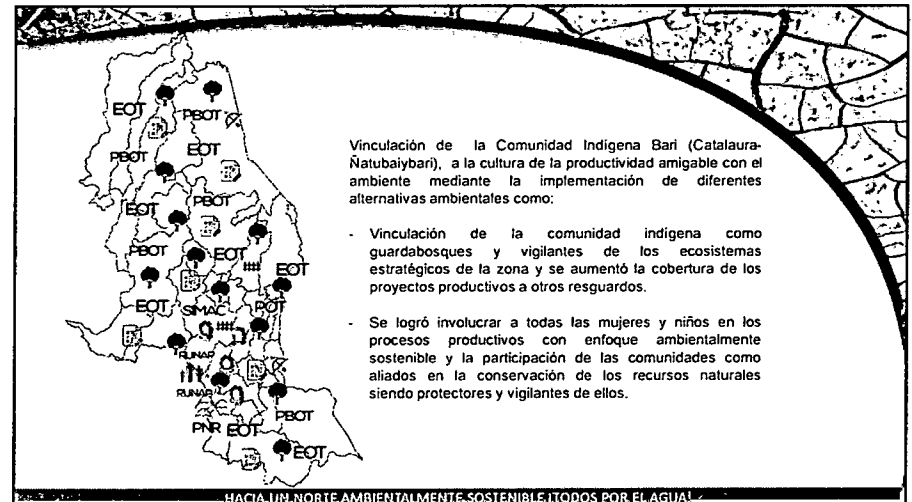 EOT
PBOT
PBOT
EOT
PBOT
EOT
PBOT
EOT
EOT
EOT
SIMAC
POT
RUNAP
RUNAP
PBOT
PNR
EOT
EOT
Vinculación de la Comunidad Indigena Bari (Catalaura-
Ñatubaiybari), a la cultura de la productividad amigable con el
ambiente mediante la implementación de diferentes
alternativas ambientales como:
- Vinculación de la comunidad indígena como
guardabosques y vigilantes de los ecosistemas
estratégicos de la zona y se aumentó la cobertura de los
proyectos productivos a otros resguardos.
- Se logró involucrar a todas las mujeres y niños en los
procesos productivos con enfoque ambientalmente
sostenible y la participación de las comunidades como
aliados en la conservación de los recursos naturales
siendo protectores y vigilantes de ellos.
HACIA UN NORTE AMBIENTALMENTE SOSTENIBLE ¡TODOS POR EL AGUA!